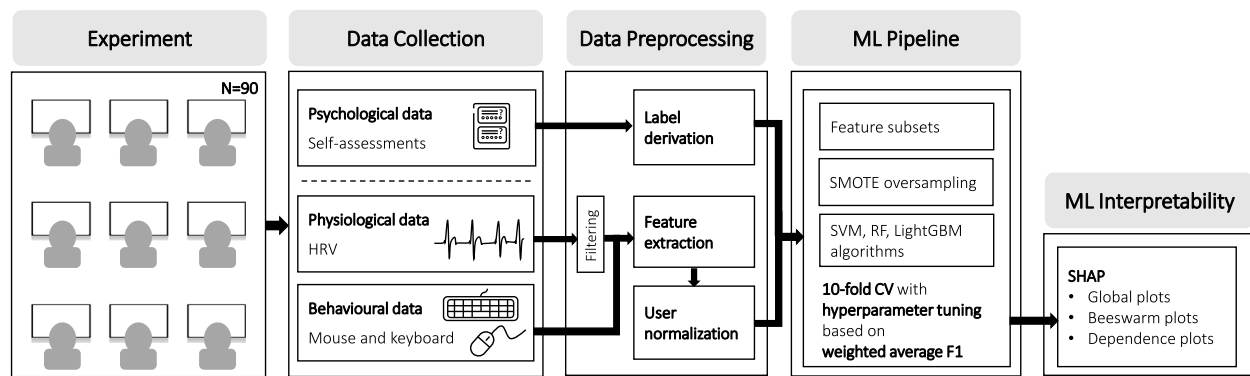 Experiment
N=90
Data Collection
Psychological data
Self-assessments
Physiological data
HRV
Behavioural data
Mouse and keyboard
Data Preprocessing
Label
derivation
Filtering
Feature
extraction
User
normalization
ML Pipeline
Feature subsets
SMOTE oversampling
SVM, RF, LightGBM
algorithms
10-fold CV with
hyperparameter tuning
based on
weighted average F1
ML Interpretability
SHAP
• Global plots
• Beeswarm plots
• Dependence plots